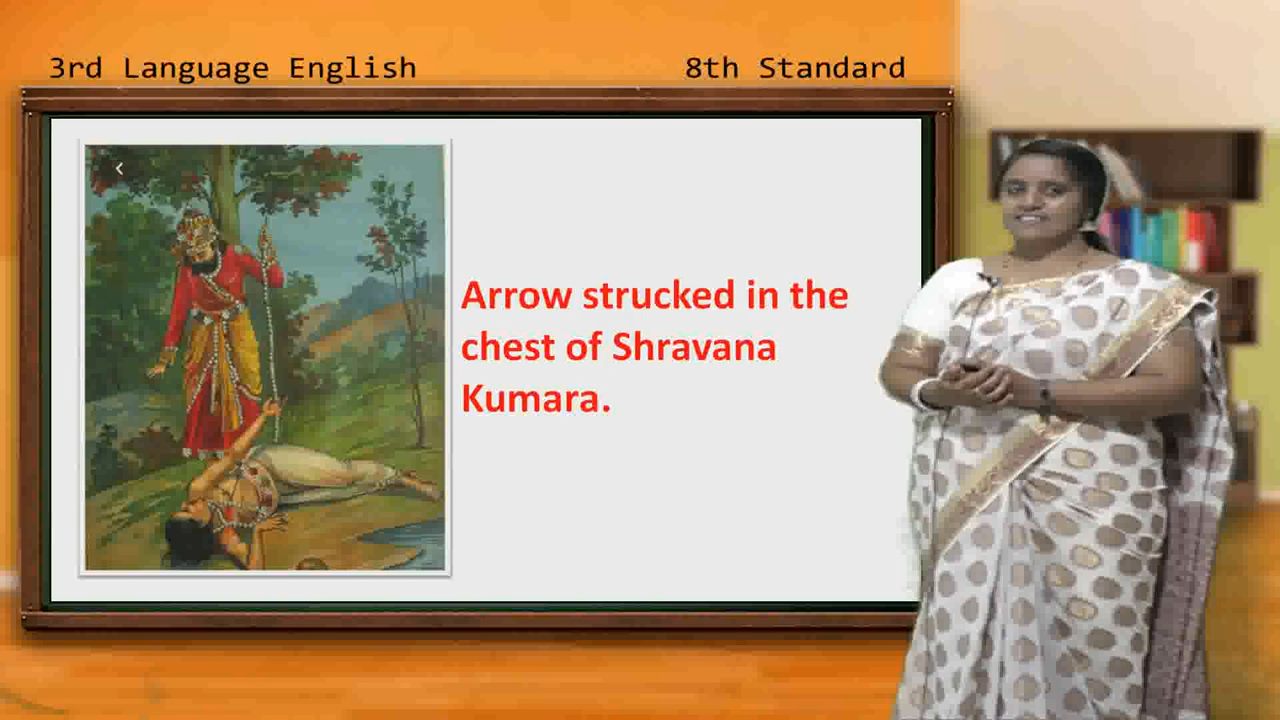 3rd Language English 8th Standard
Arrow strucked in the
chest of Shravana
Kumara.